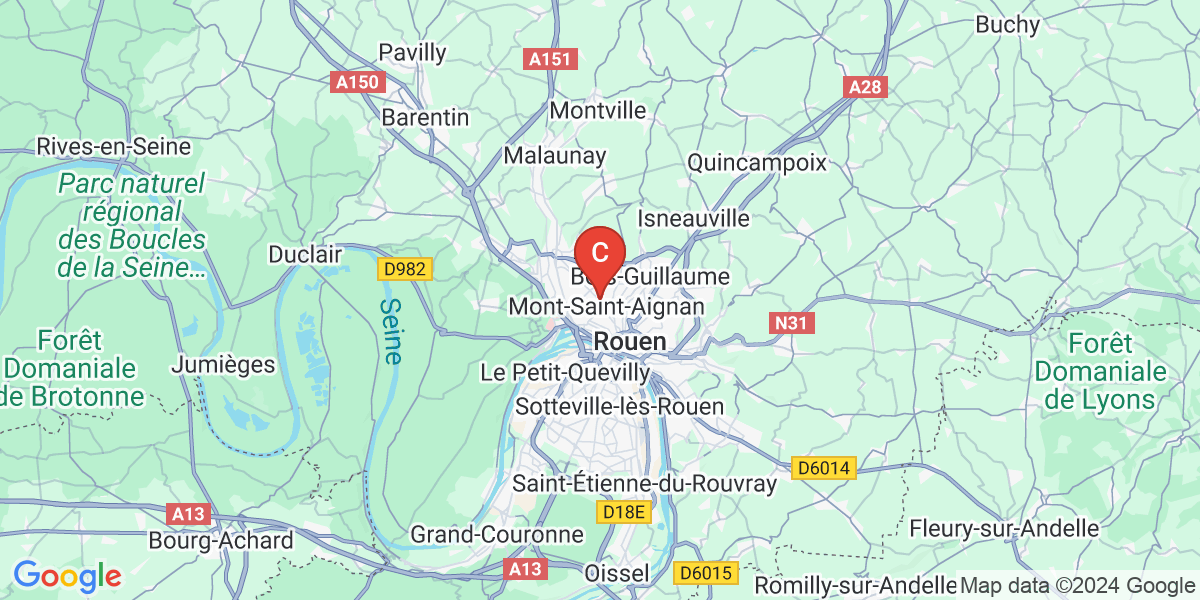 Buchy
Pavilly
A151
A150
A28
Montville
Barentin
Rives-en-Seine
Malaunay
Quincampoix
Parc naturel
régional
des Boucles
de la Seine...
Isneauville
Duclair
C
D982
Bois-Guillaume
Mont-Saint-Aignan
Seine
N31
Rouen
Forêt
Domaniale
de Brotonne
Jumièges
Le Petit-Quevilly
Forêt
Domaniale
de Lyons
Sotteville-lès-Rouen
D6014
Saint-Étienne-du-Rouvray
A13
D18E
Bourg-Achard
Grand-Couronne
Fleury-sur-Andelle
A13
Oissel
D6015
Romilly-sur-Andelle
Google
Map data ©2024 Google